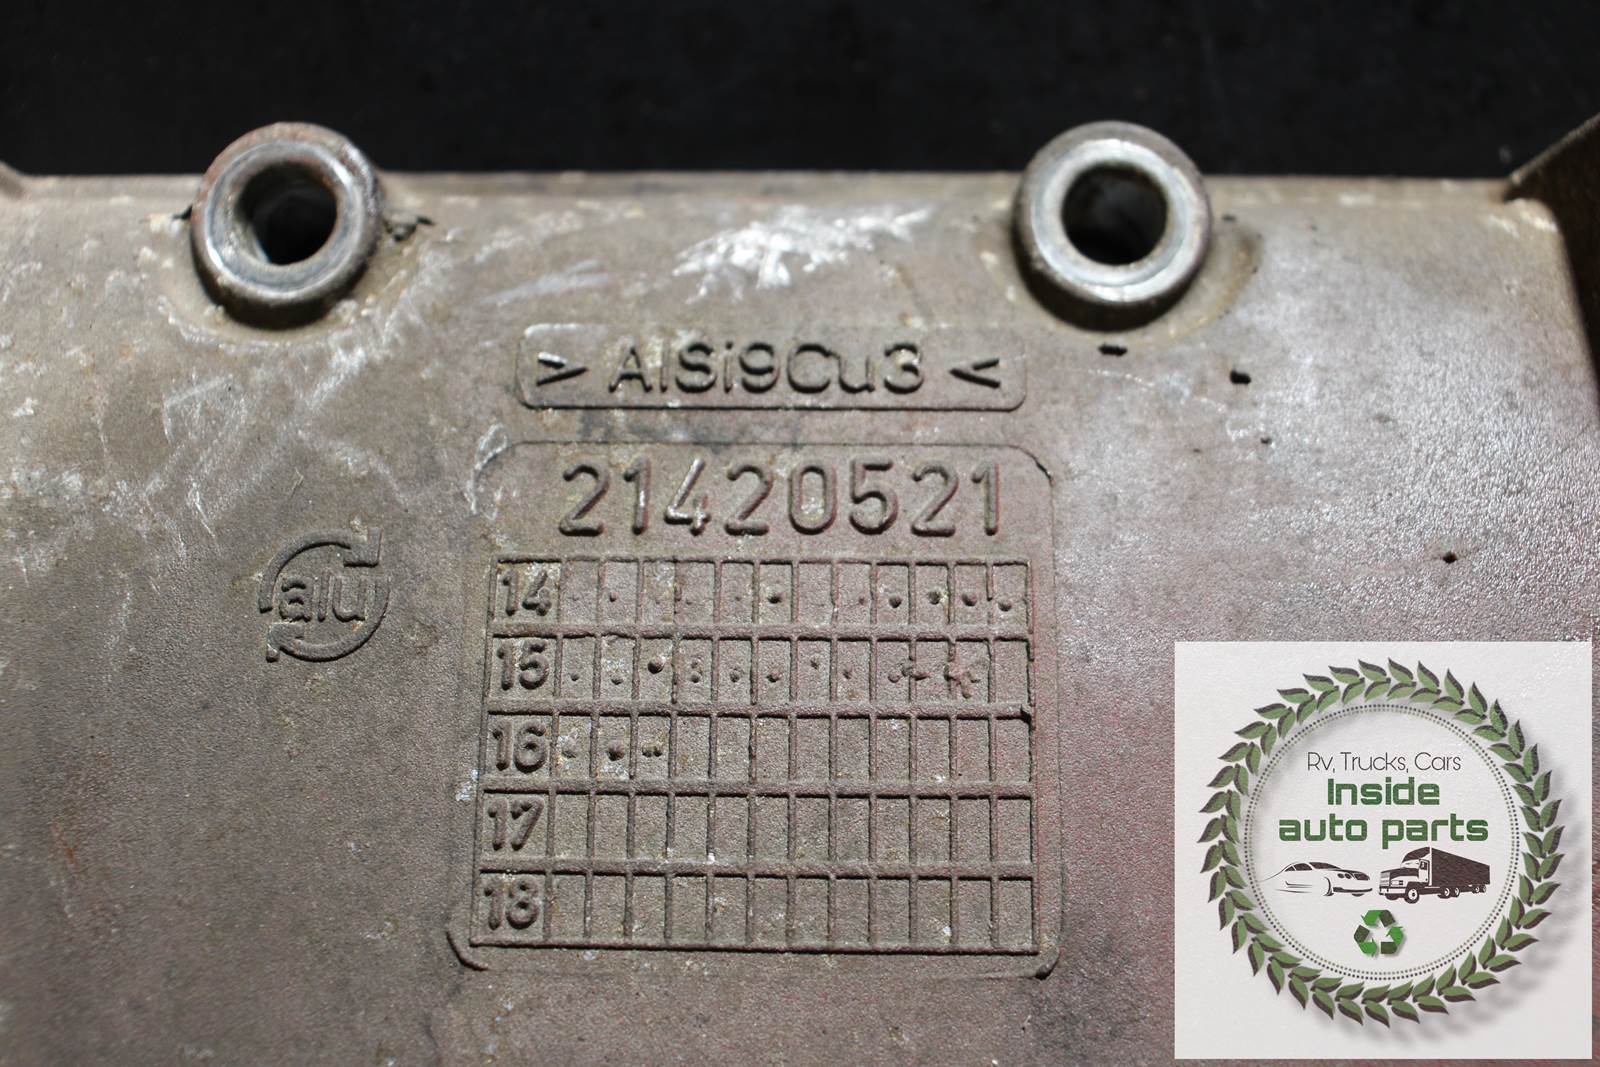 > AlSi9Cu3 <
21420521
alu
14
15
16
17
18
Rv, Trucks, Cars
Inside
auto parts